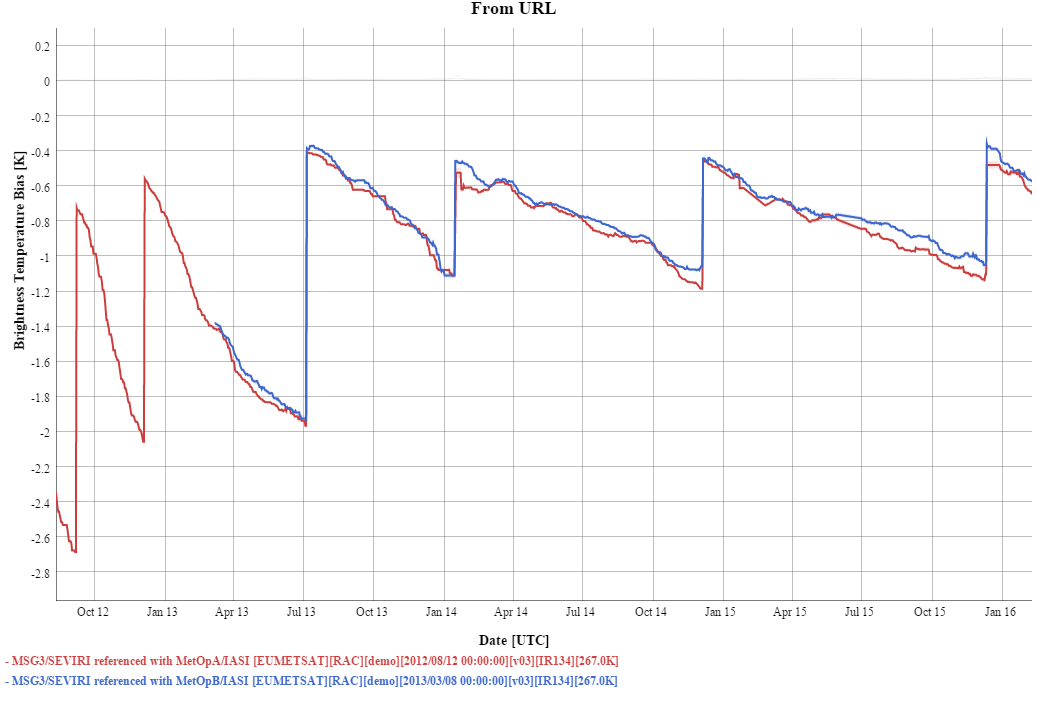 From URL
Brightness Temperature Bias [K]
0.2
0
-0.2
-0.4
-0.6
-0.8
-1
-1.2
-1.4
-1.6
-1.8
-2
-2.2
-2.4
-2.6
-2.8
Oct 12 Jan 13 Apr 13 Jul 13 Oct 13 Jan 14 Apr 14 Jul 14 Oct 14 Jan 15 Apr 15 Jul 15 Oct 15 Jan 16
Date [UTC]
- MSG3/SEVIRI referenced with MetOpA/IASI [EUMETSAT][RAC][demo][2012/08/12 00:00:00][v03][IR134][267.0K]
- MSG3/SEVIRI referenced with MetOpB/IASI [EUMETSAT][RAC][demo][2013/03/08 00:00:00][v03][IR134][267.0K]